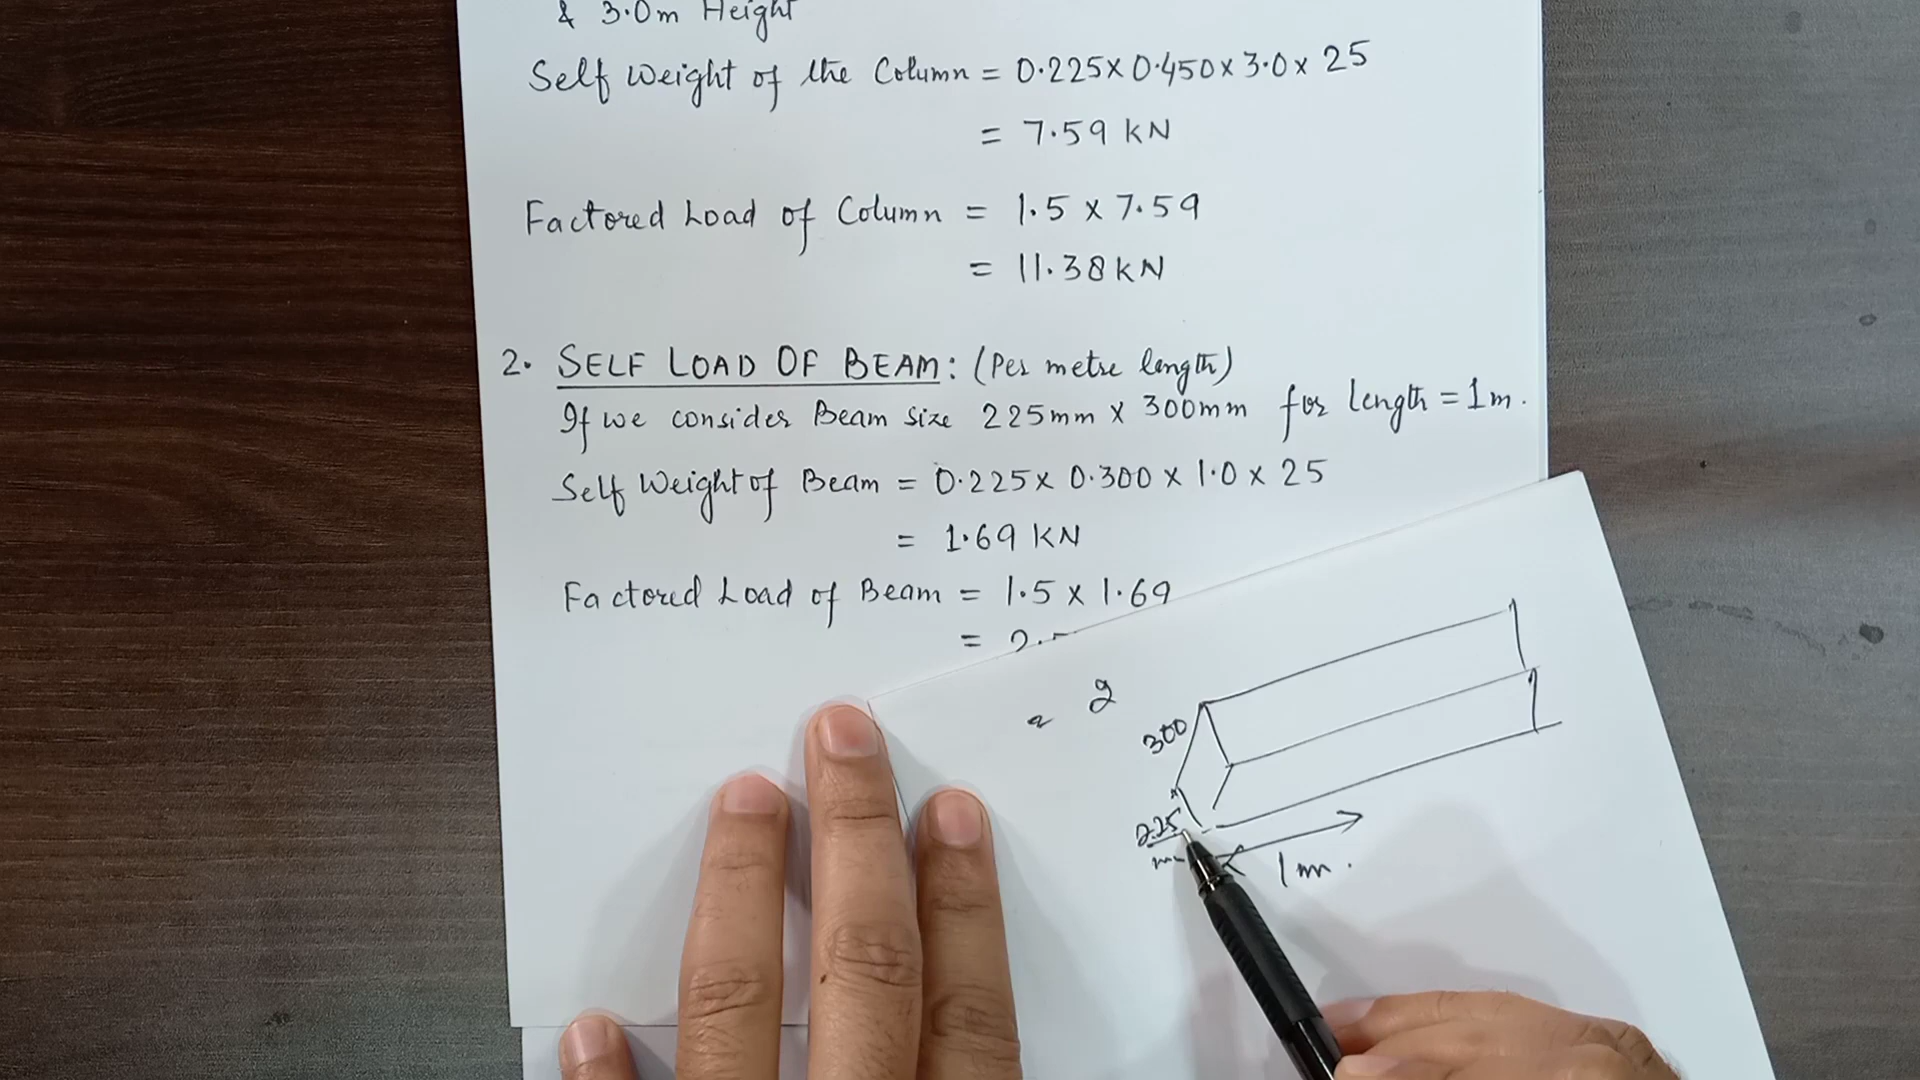 & 3.0m Height
Self Weight of the Column = 0.225 x 0.450 x 3.0 x 25
= 7.59 kN
Factored Load of Column = 1.5 x 7.59
= 11.38 kN
2. SELF LOAD OF BEAM: (Per metre length)
If we consider Beam Size 225mm x 300mm for length = 1m.
Self Weight of Beam = 0.225 x 0.300 x 1.0 x 25
= 1.69 KN
Factored Load of Beam = 1.5 x 1.69
= 2.
300
225
1m.